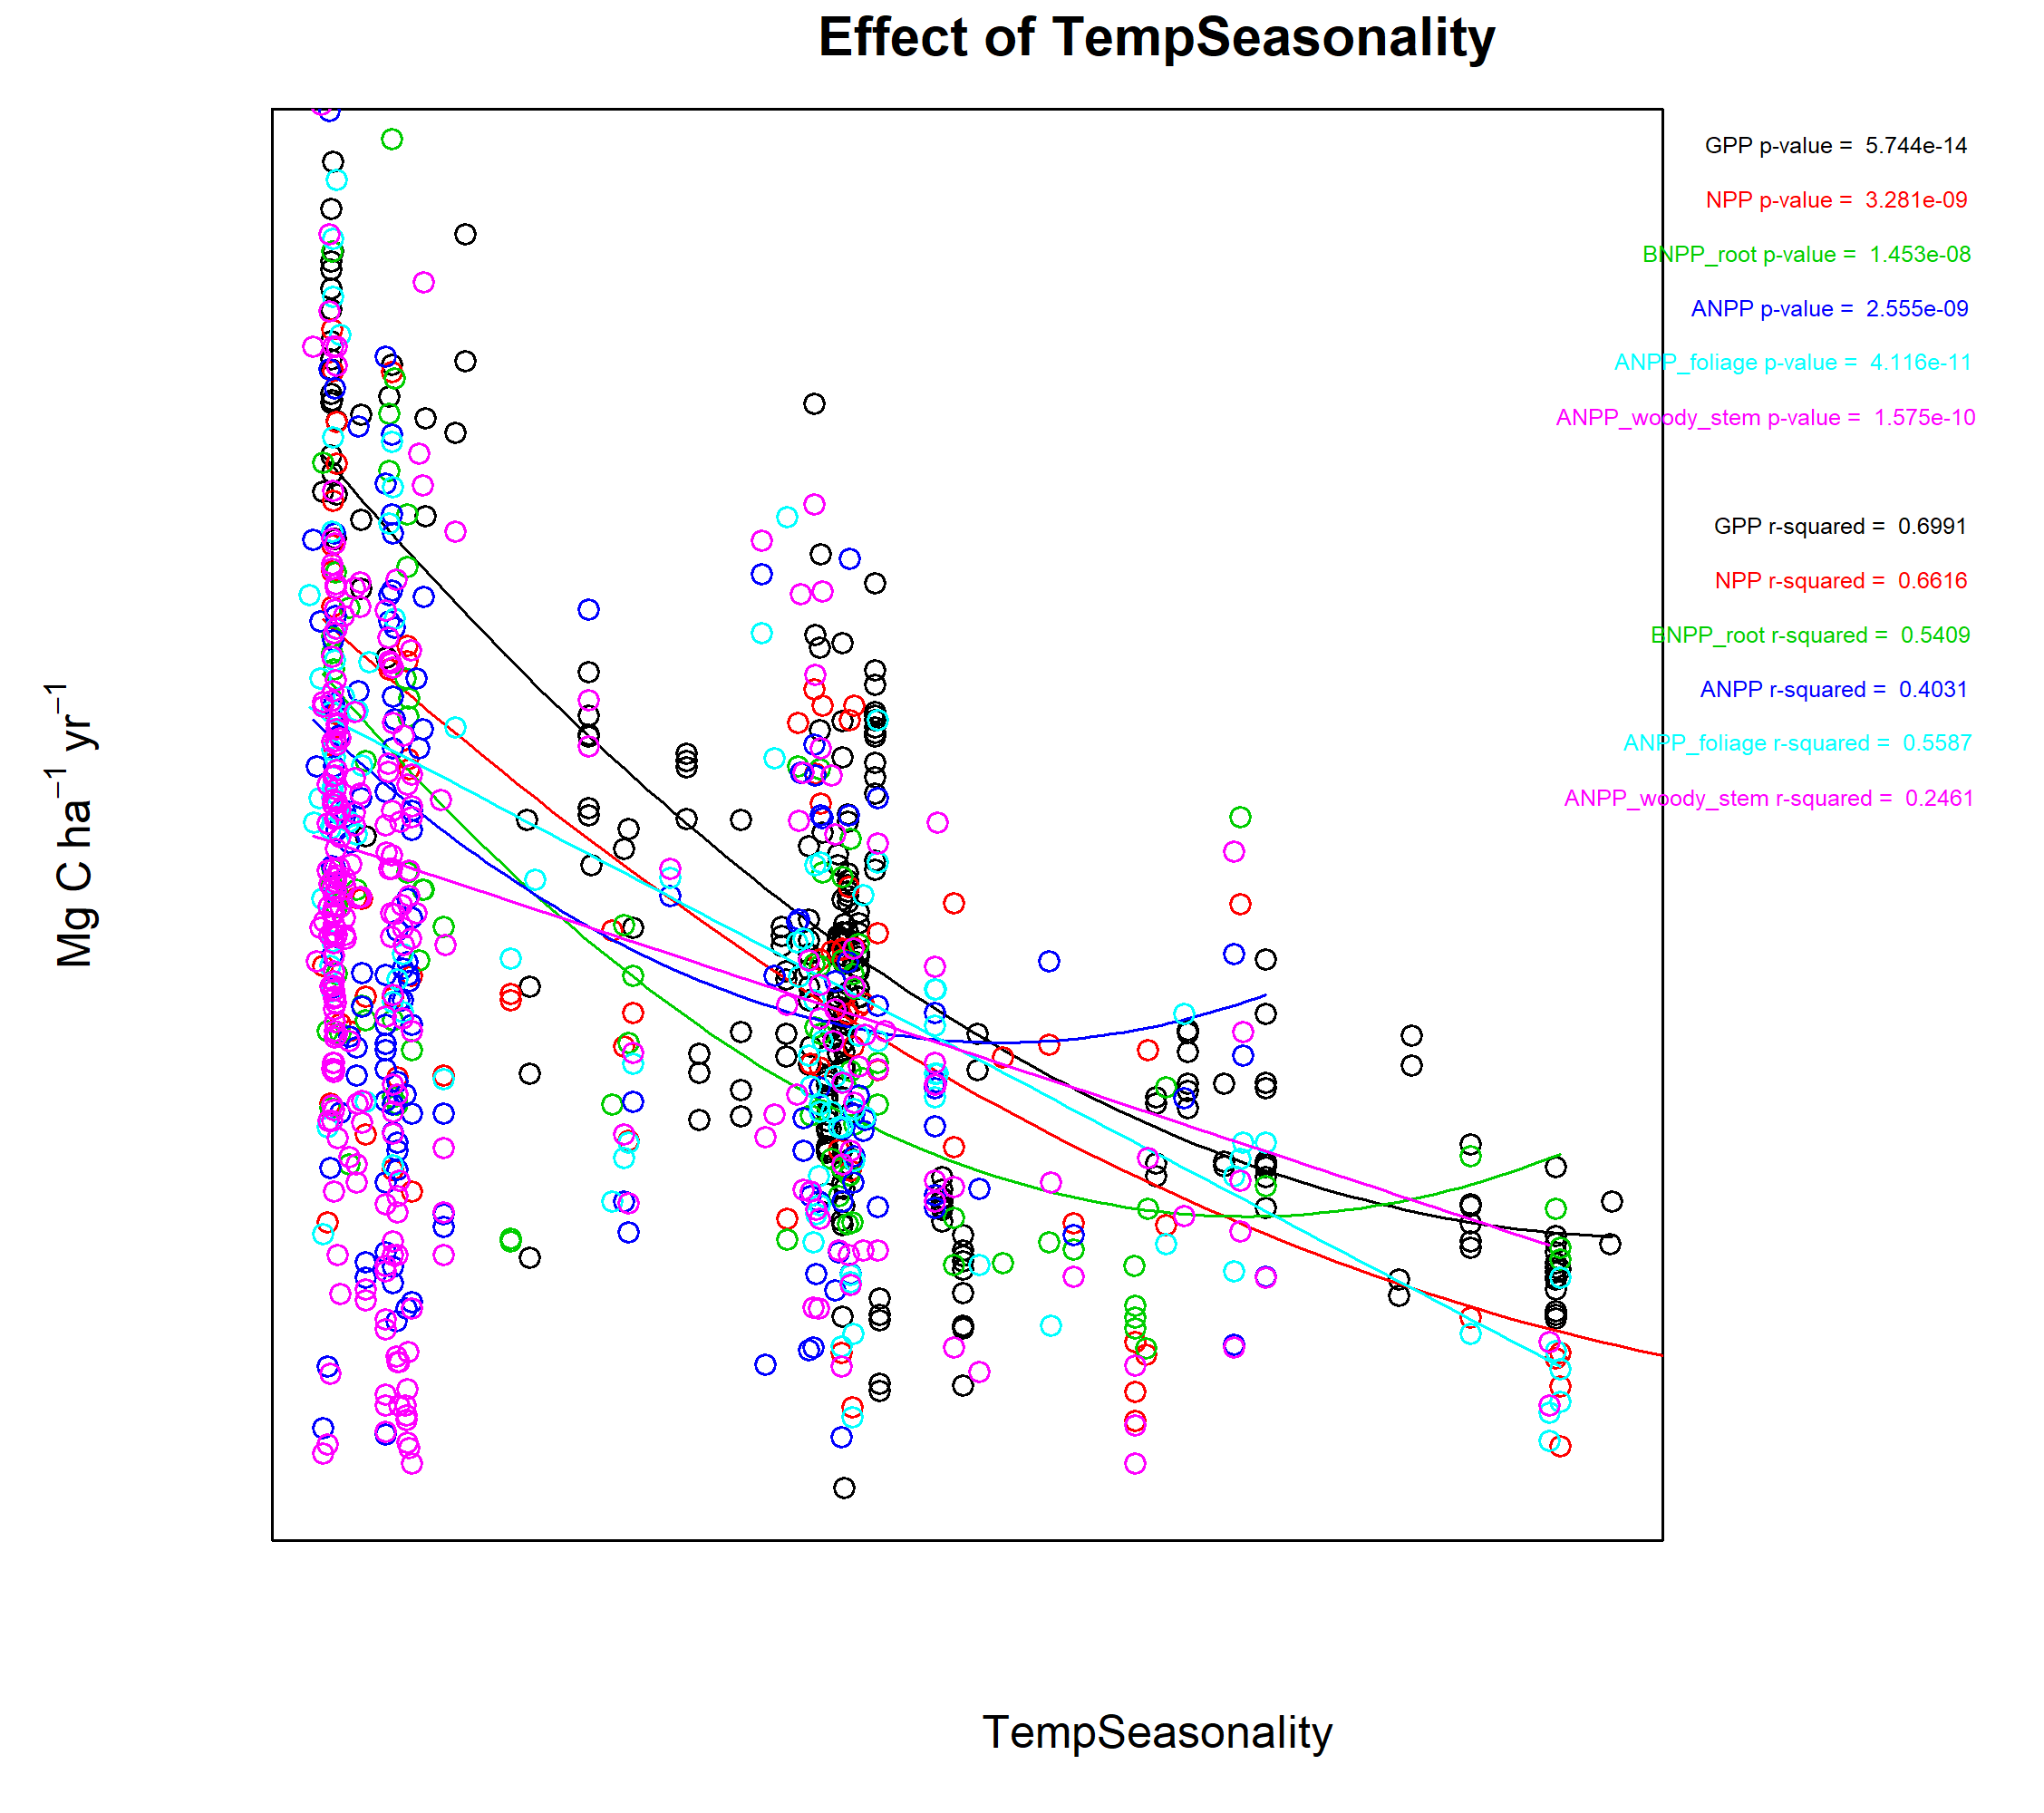 Effect of TempSeasonality
GPP p-value = 5.744e-14
NPP p-value = 3.281e-09
BNPP_root p-value = 1.453e-08
ANPP p-value = 2.555e-09
ANPP_foliage p-value = 4.116e-11
ANPP_woody_stem p-value = 1.575e-10
GPP r-squared = 0.6991
NPP r-squared = 0.6616
BNPP_root r-squared = 0.5409
ANPP r-squared = 0.4031
ANPP_foliage r-squared = 0.5587
ANPP_woody_stem r-squared = 0.2461
Mg C ha⁻¹ yr⁻¹
TempSeasonality